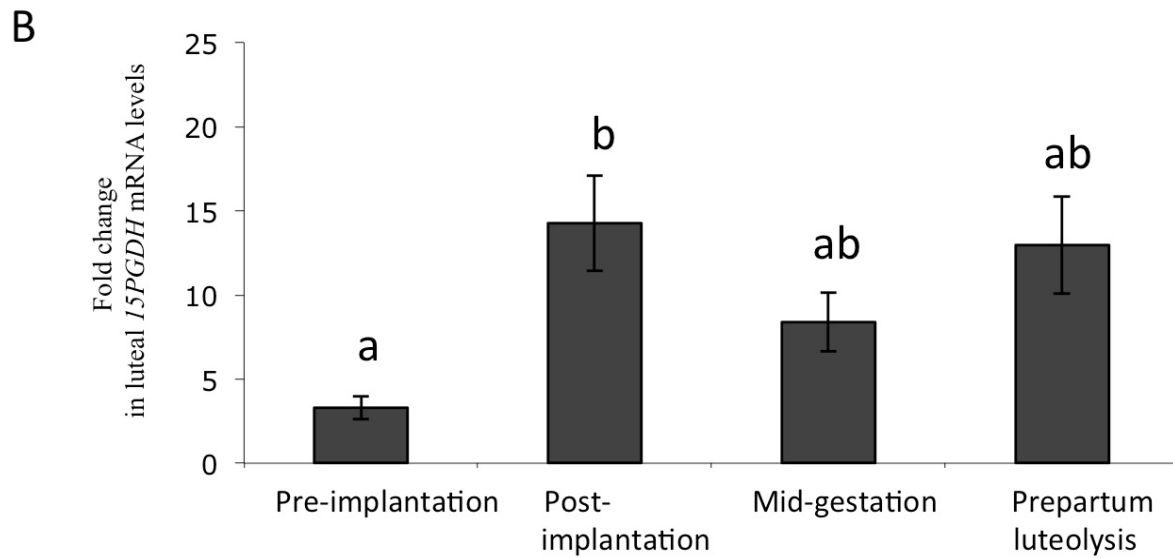 B
Fold change
in luteal 15PGDH mRNA levels
25
20
15
10
5
0
a
b
ab
ab
Pre-implantation
Post-
implantation
Mid-gestation
Prepartum
luteolysis